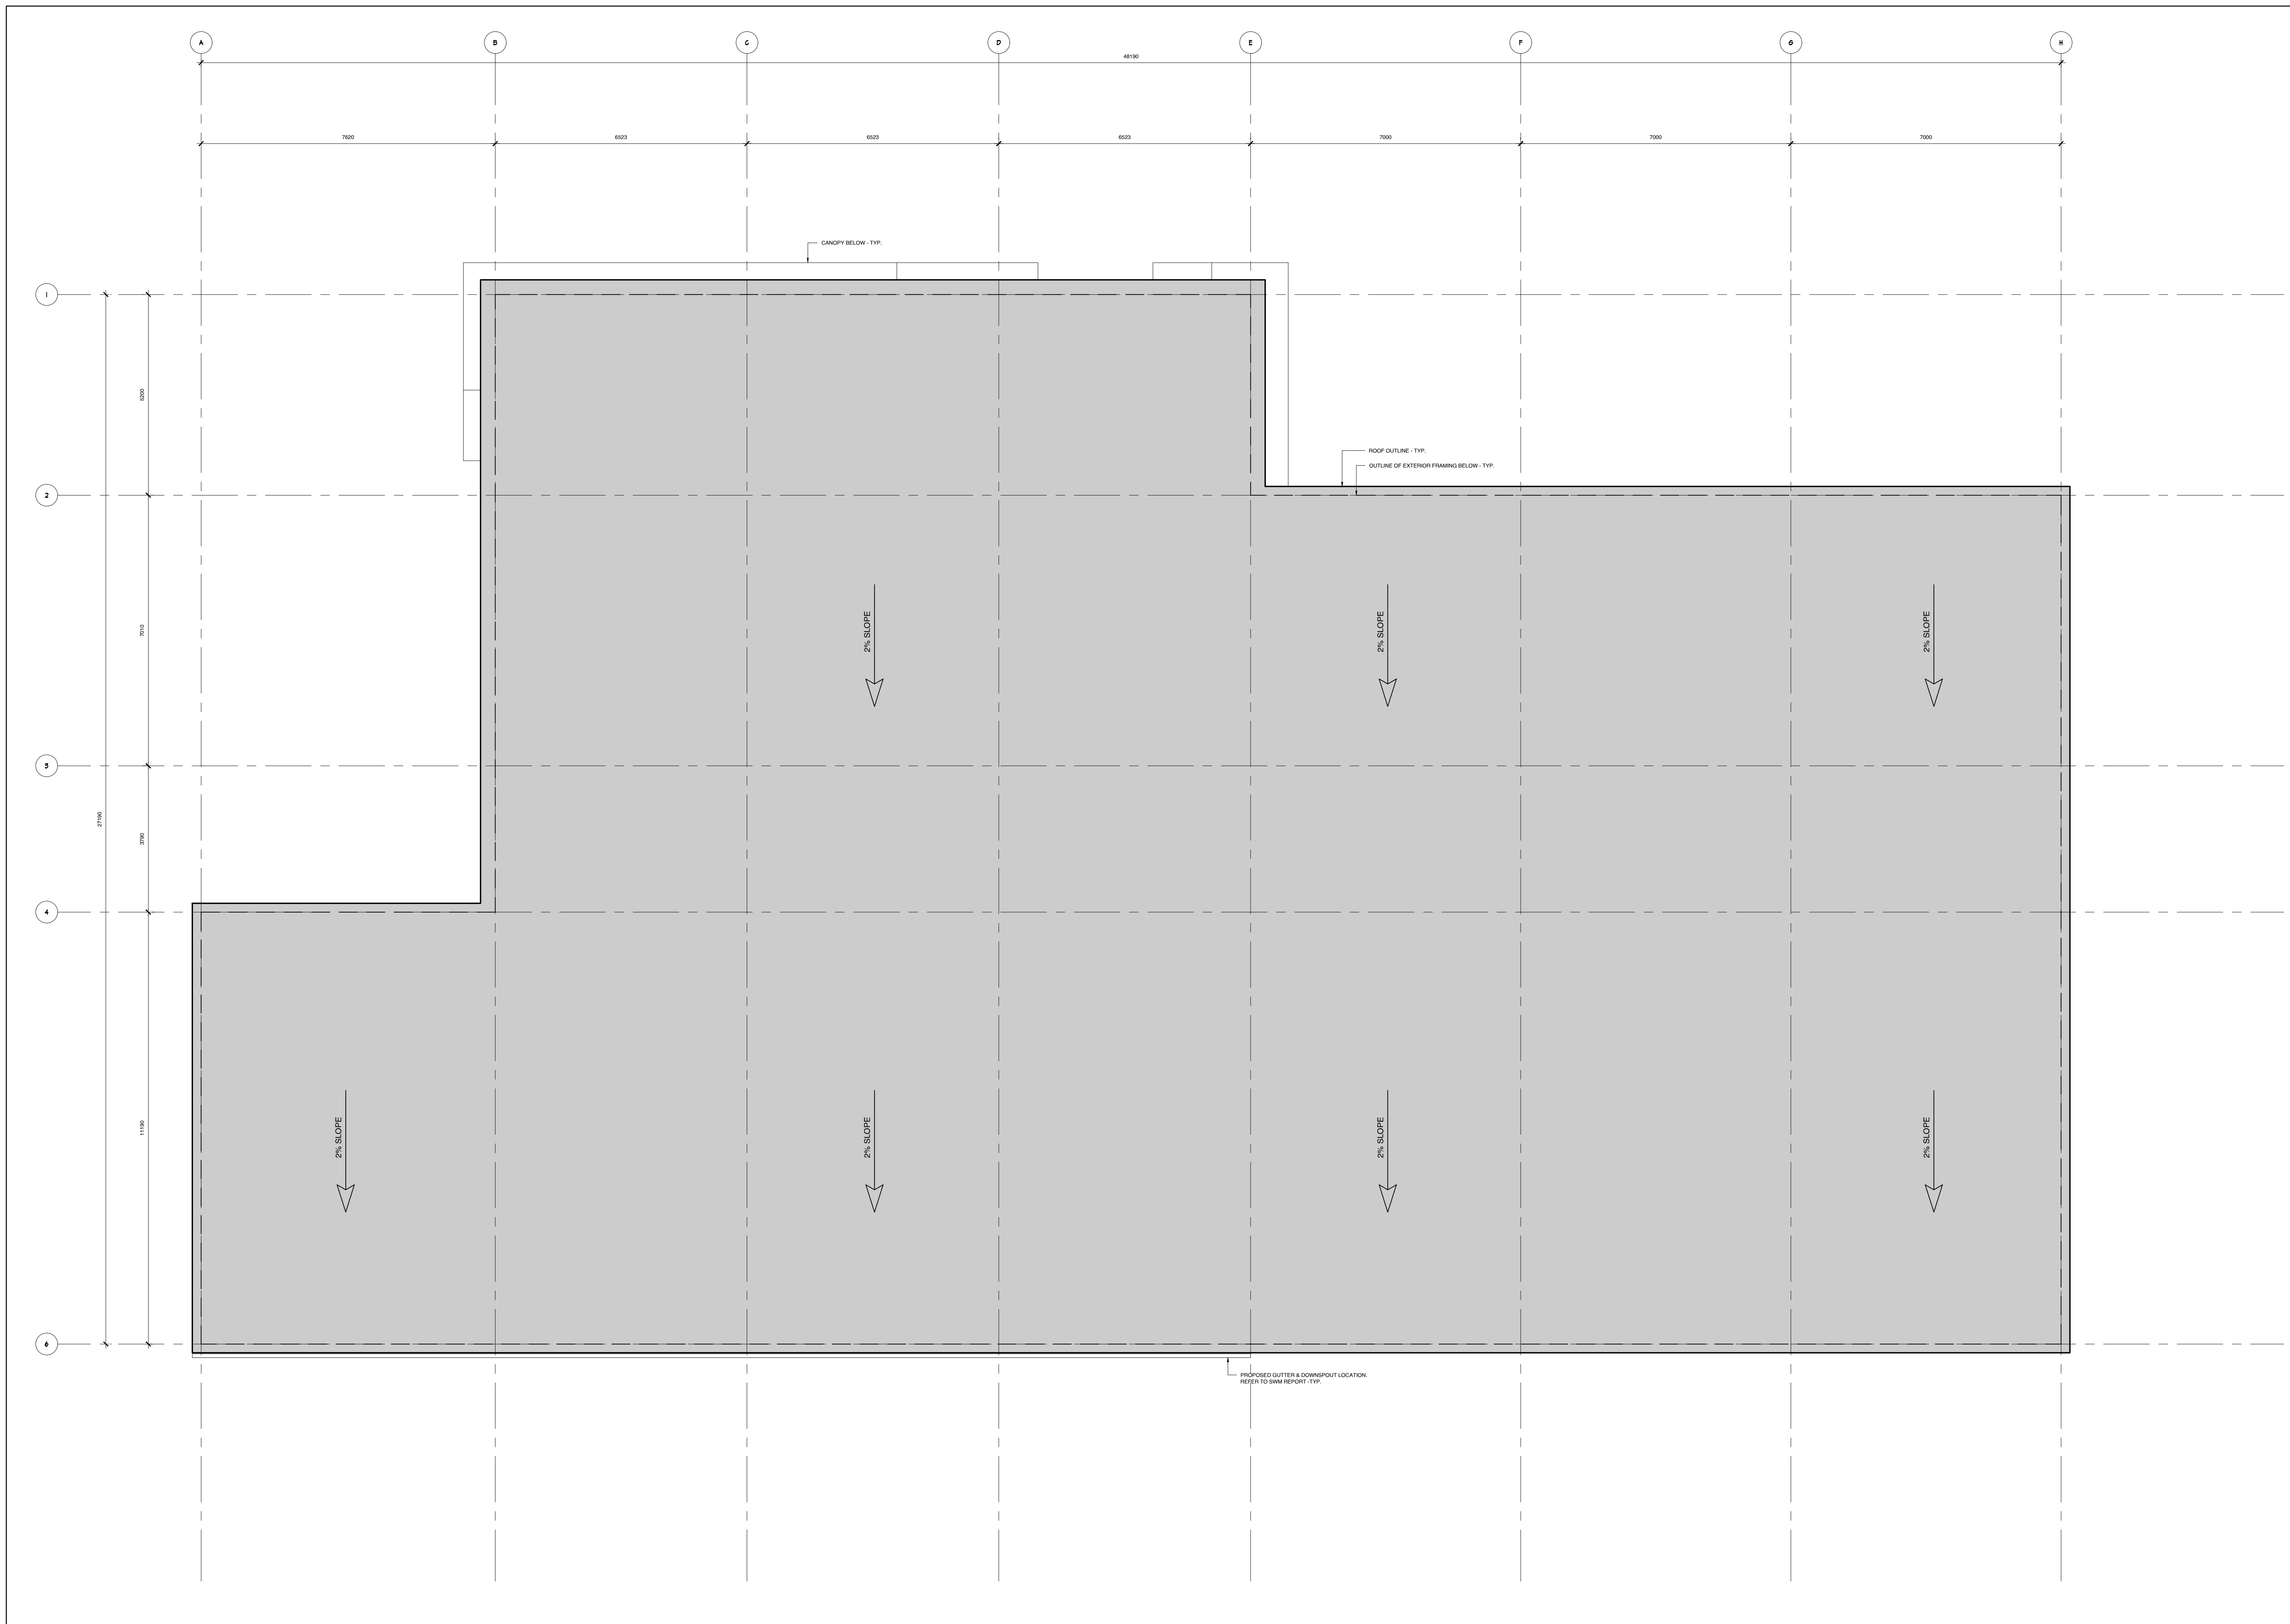 A B C D E F G H
48190
7620 6523 6523 6523 7000 7000 7000
CANOPY BELOW - TYP.
1
5200
ROOF OUTLINE - TYP.
OUTLINE OF EXTERIOR FRAMING BELOW - TYP.
2
7010
2% SLOPE 2% SLOPE 2% SLOPE
3
27190
3790
4
11190
2% SLOPE 2% SLOPE 2% SLOPE 2% SLOPE
6
PROPOSED GUTTER & DOWNSPOUT LOCATION.
REFER TO SWM REPORT -TYP.